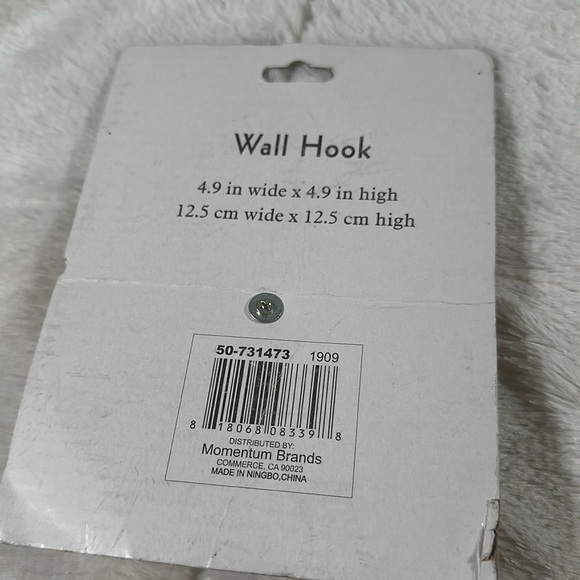 Wall Hook
4.9 in wide x 4.9 in high
12.5 cm wide x 12.5 cm high
50-731473 1909
8 18068 08339 8
DISTRIBUTED BY:
Momentum Brands
COMMERCE, CA 90023
MADE IN NINGBO,CHINA